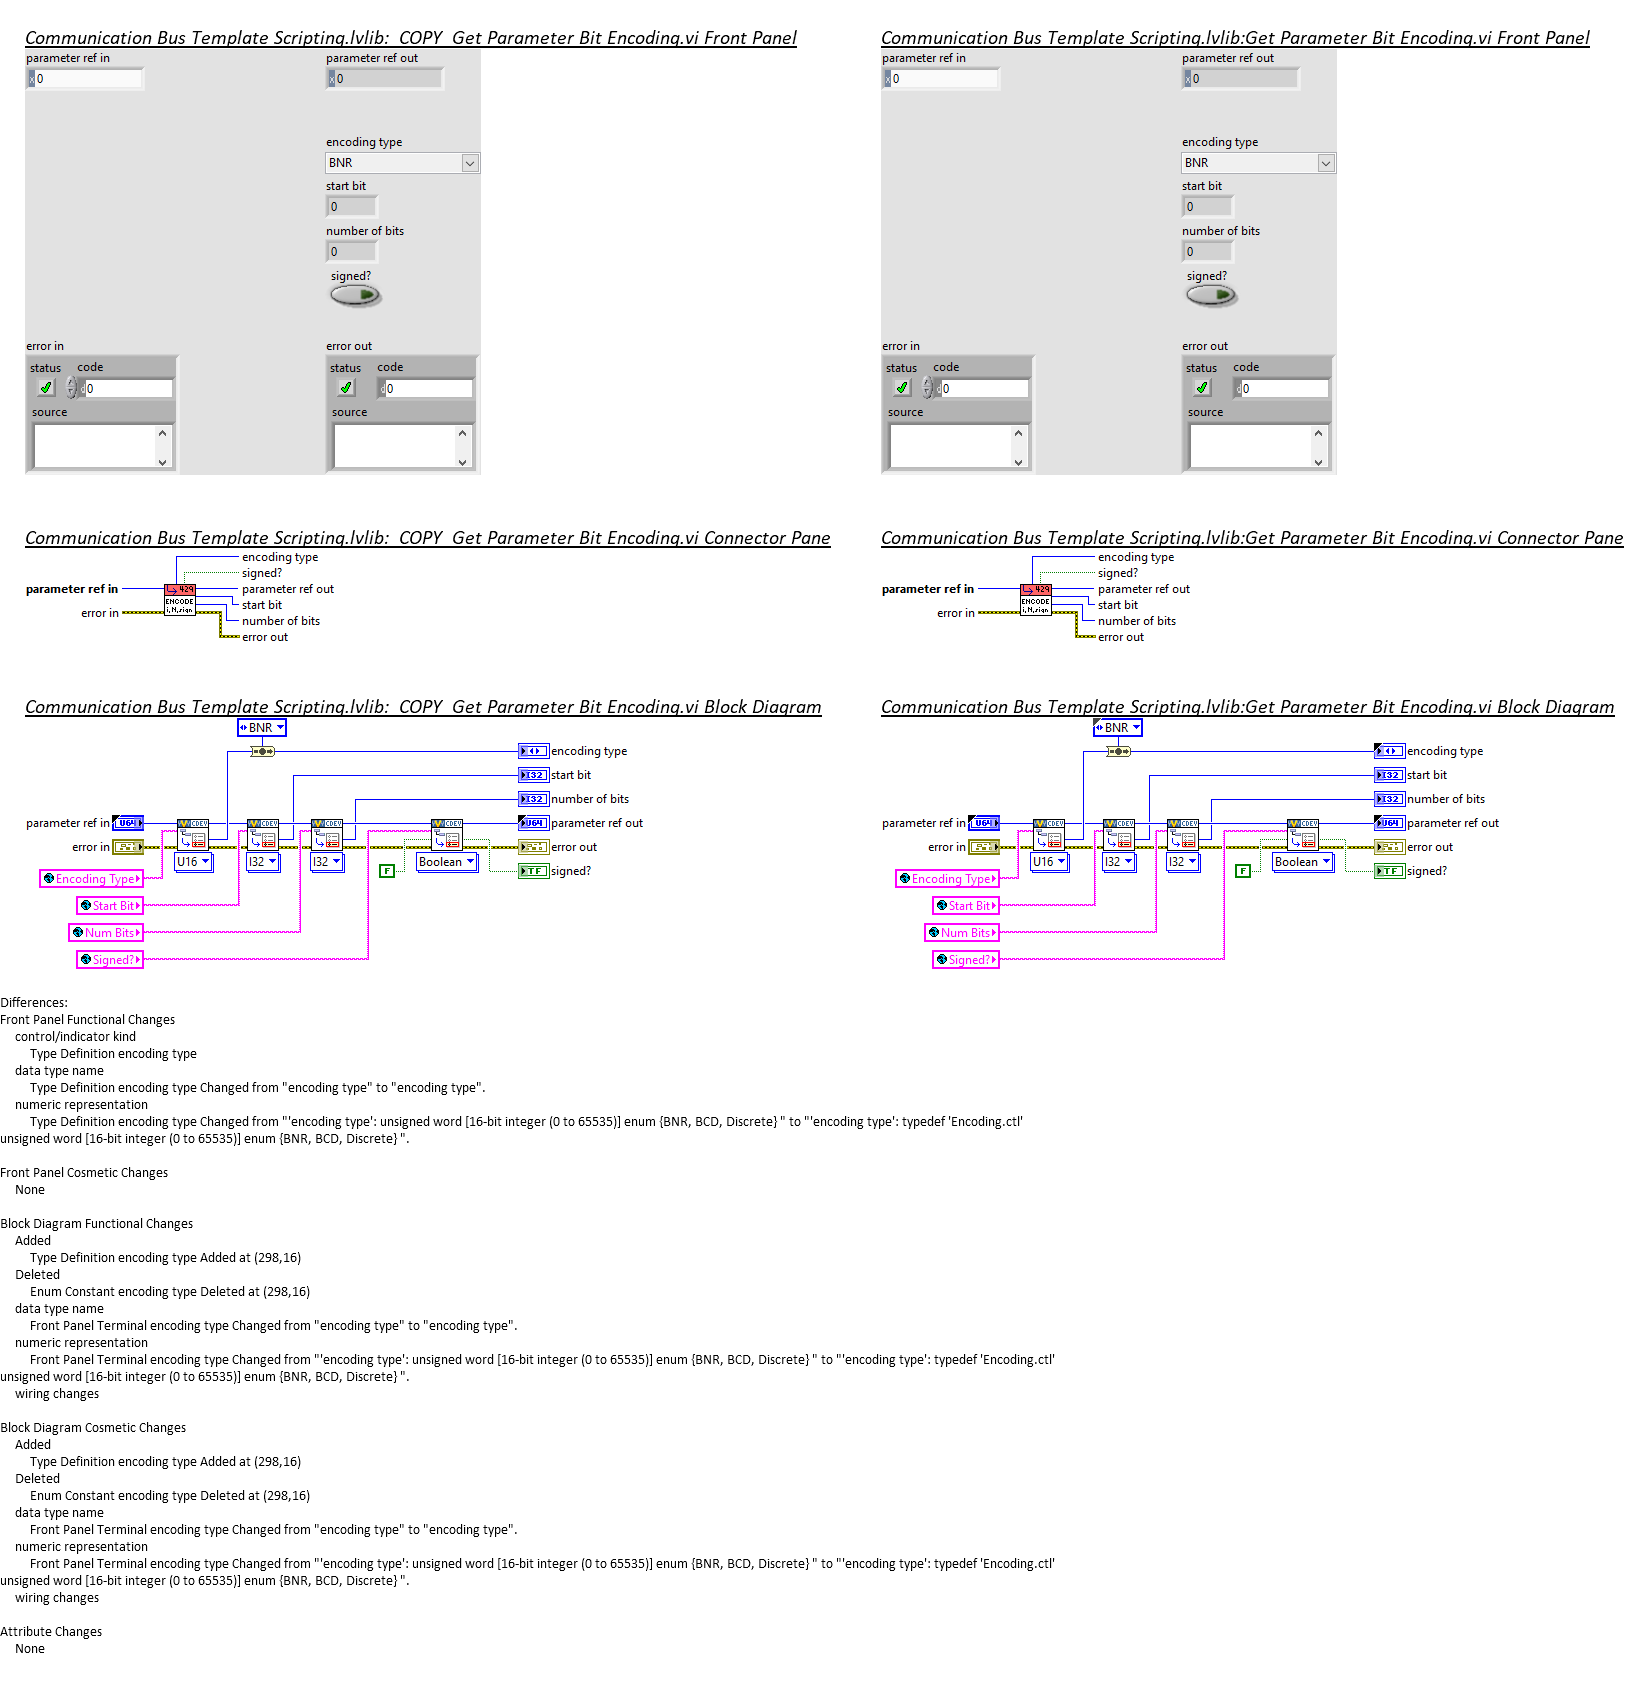 Communication Bus Template Scripting.lvlib:  COPY  Get Parameter Bit Encoding.vi Front Panel
parameter ref in
x 0
parameter ref out
x 0
encoding type
BNR
start bit
0
number of bits
0
signed?
error in
status code
d 0
source
error out
status code
d 0
source
Communication Bus Template Scripting.lvlib:Get Parameter Bit Encoding.vi Front Panel
parameter ref in
x 0
parameter ref out
x 0
encoding type
BNR
start bit
0
number of bits
0
signed?
error in
status code
d 0
source
error out
status code
d 0
source
Communication Bus Template Scripting.lvlib:  COPY  Get Parameter Bit Encoding.vi Connector Pane
encoding type
signed?
parameter ref in
429
parameter ref out
ENCODE
start bit
error in
i,N,sign
number of bits
error out
Communication Bus Template Scripting.lvlib:Get Parameter Bit Encoding.vi Connector Pane
encoding type
signed?
parameter ref in
429
parameter ref out
ENCODE
start bit
error in
i,N,sign
number of bits
error out
Communication Bus Template Scripting.lvlib:  COPY  Get Parameter Bit Encoding.vi Block Diagram
BNR
encoding type
I32 start bit
I32 number of bits
parameter ref in U64
CDEV CDEV CDEV CDEV
U64 parameter ref out
error in
error out
U16 I32 I32 Boolean
F
TF signed?
Encoding Type
Start Bit
Num Bits
Signed?
Communication Bus Template Scripting.lvlib:Get Parameter Bit Encoding.vi Block Diagram
BNR
encoding type
I32 start bit
I32 number of bits
parameter ref in U64
CDEV CDEV CDEV CDEV
U64 parameter ref out
error in
error out
U16 I32 I32 Boolean
F
TF signed?
Encoding Type
Start Bit
Num Bits
Signed?
Differences:
Front Panel Functional Changes
control/indicator kind
Type Definition encoding type
data type name
Type Definition encoding type Changed from "encoding type" to "encoding type".
numeric representation
Type Definition encoding type Changed from "'encoding type': unsigned word [16-bit integer (0 to 65535)] enum {BNR, BCD, Discrete} " to "'encoding type': typedef 'Encoding.ctl'
unsigned word [16-bit integer (0 to 65535)] enum {BNR, BCD, Discrete} ".
Front Panel Cosmetic Changes
None
Block Diagram Functional Changes
Added
Type Definition encoding type Added at (298,16)
Deleted
Enum Constant encoding type Deleted at (298,16)
data type name
Front Panel Terminal encoding type Changed from "encoding type" to "encoding type".
numeric representation
Front Panel Terminal encoding type Changed from "'encoding type': unsigned word [16-bit integer (0 to 65535)] enum {BNR, BCD, Discrete} " to "'encoding type': typedef 'Encoding.ctl'
unsigned word [16-bit integer (0 to 65535)] enum {BNR, BCD, Discrete} ".
wiring changes
Block Diagram Cosmetic Changes
Added
Type Definition encoding type Added at (298,16)
Deleted
Enum Constant encoding type Deleted at (298,16)
data type name
Front Panel Terminal encoding type Changed from "encoding type" to "encoding type".
numeric representation
Front Panel Terminal encoding type Changed from "'encoding type': unsigned word [16-bit integer (0 to 65535)] enum {BNR, BCD, Discrete} " to "'encoding type': typedef 'Encoding.ctl'
unsigned word [16-bit integer (0 to 65535)] enum {BNR, BCD, Discrete} ".
wiring changes
Attribute Changes
None